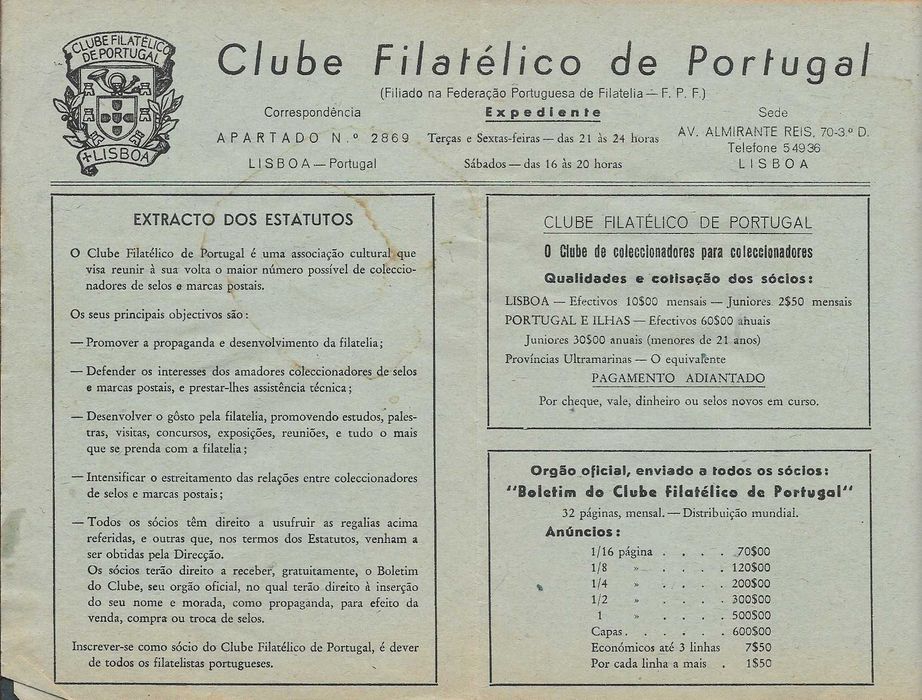 CLUBE FILATÉLICO
DE PORTUGAL
LISBOA
Clube Filatélico de Portugal
(Filiado na Federação Portuguesa de Filatelia — F. P. F.)
Correspondência
APARTADO N.º 2869
LISBOA — Portugal
Expediente
Terças e Sextas-feiras — das 21 às 24 horas
Sábados — das 16 às 20 horas
Sede
AV. ALMIRANTE REIS, 70-3.º D.
Telefone 54936
LISBOA
EXTRACTO DOS ESTATUTOS
O Clube Filatélico de Portugal é uma associação cultural que
visa reunir à sua volta o maior número possível de coleccio-
nadores de selos e marcas postais.
Os seus principais objectivos são :
— Promover a propaganda e desenvolvimento da filatelia ;
— Defender os interesses dos amadores coleccionadores de selos
e marcas postais, e prestar-lhes assistência técnica ;
— Desenvolver o gôsto pela filatelia, promovendo estudos, pales-
tras, visitas, concursos, exposições, reuniões, e tudo o mais
que se prenda com a filatelia ;
— Intensificar o estreitamento das relações entre coleccionadores
de selos e marcas postais ;
— Todos os sócios têm direito a usufruir as regalias acima
referidas, e outras que, nos termos dos Estatutos, venham a
ser obtidas pela Direcção.
Os sócios terão direito a receber, gratuitamente, o Boletim
do Clube, seu orgão oficial, no qual terão direito à inserção
do seu nome e morada, como propaganda, para efeito da
venda, compra ou troca de selos.
Inscrever-se como sócio do Clube Filatélico de Portugal, é dever
de todos os filatelistas portugueses.
CLUBE FILATÉLICO DE PORTUGAL
O Clube de coleccionadores para coleccionadores
Qualidades e cotisação dos sócios :
LISBOA — Efectivos 10$00 mensais — Juniores 2$50 mensais
PORTUGAL E ILHAS — Efectivos 60$00 anuais
Juniores 30$00 anuais (menores de 21 anos)
Províncias Ultramarinas — O equivalente
PAGAMENTO ADIANTADO
Por cheque, vale, dinheiro ou selos novos em curso.
Orgão oficial, enviado a todos os sócios :
"Boletim do Clube Filatélico de Portugal"
32 páginas, mensal. — Distribuição mundial.
Anúncios :
1/16 página . . . . 70$00
1/8 » . . . . 120$00
1/4 » . . . . 200$00
1/2 » . . . . 300$00
1 » . . . . 500$00
Capas . . . . . . 600$00
Económicos até 3 linhas 7$50
Por cada linha a mais . 1$50